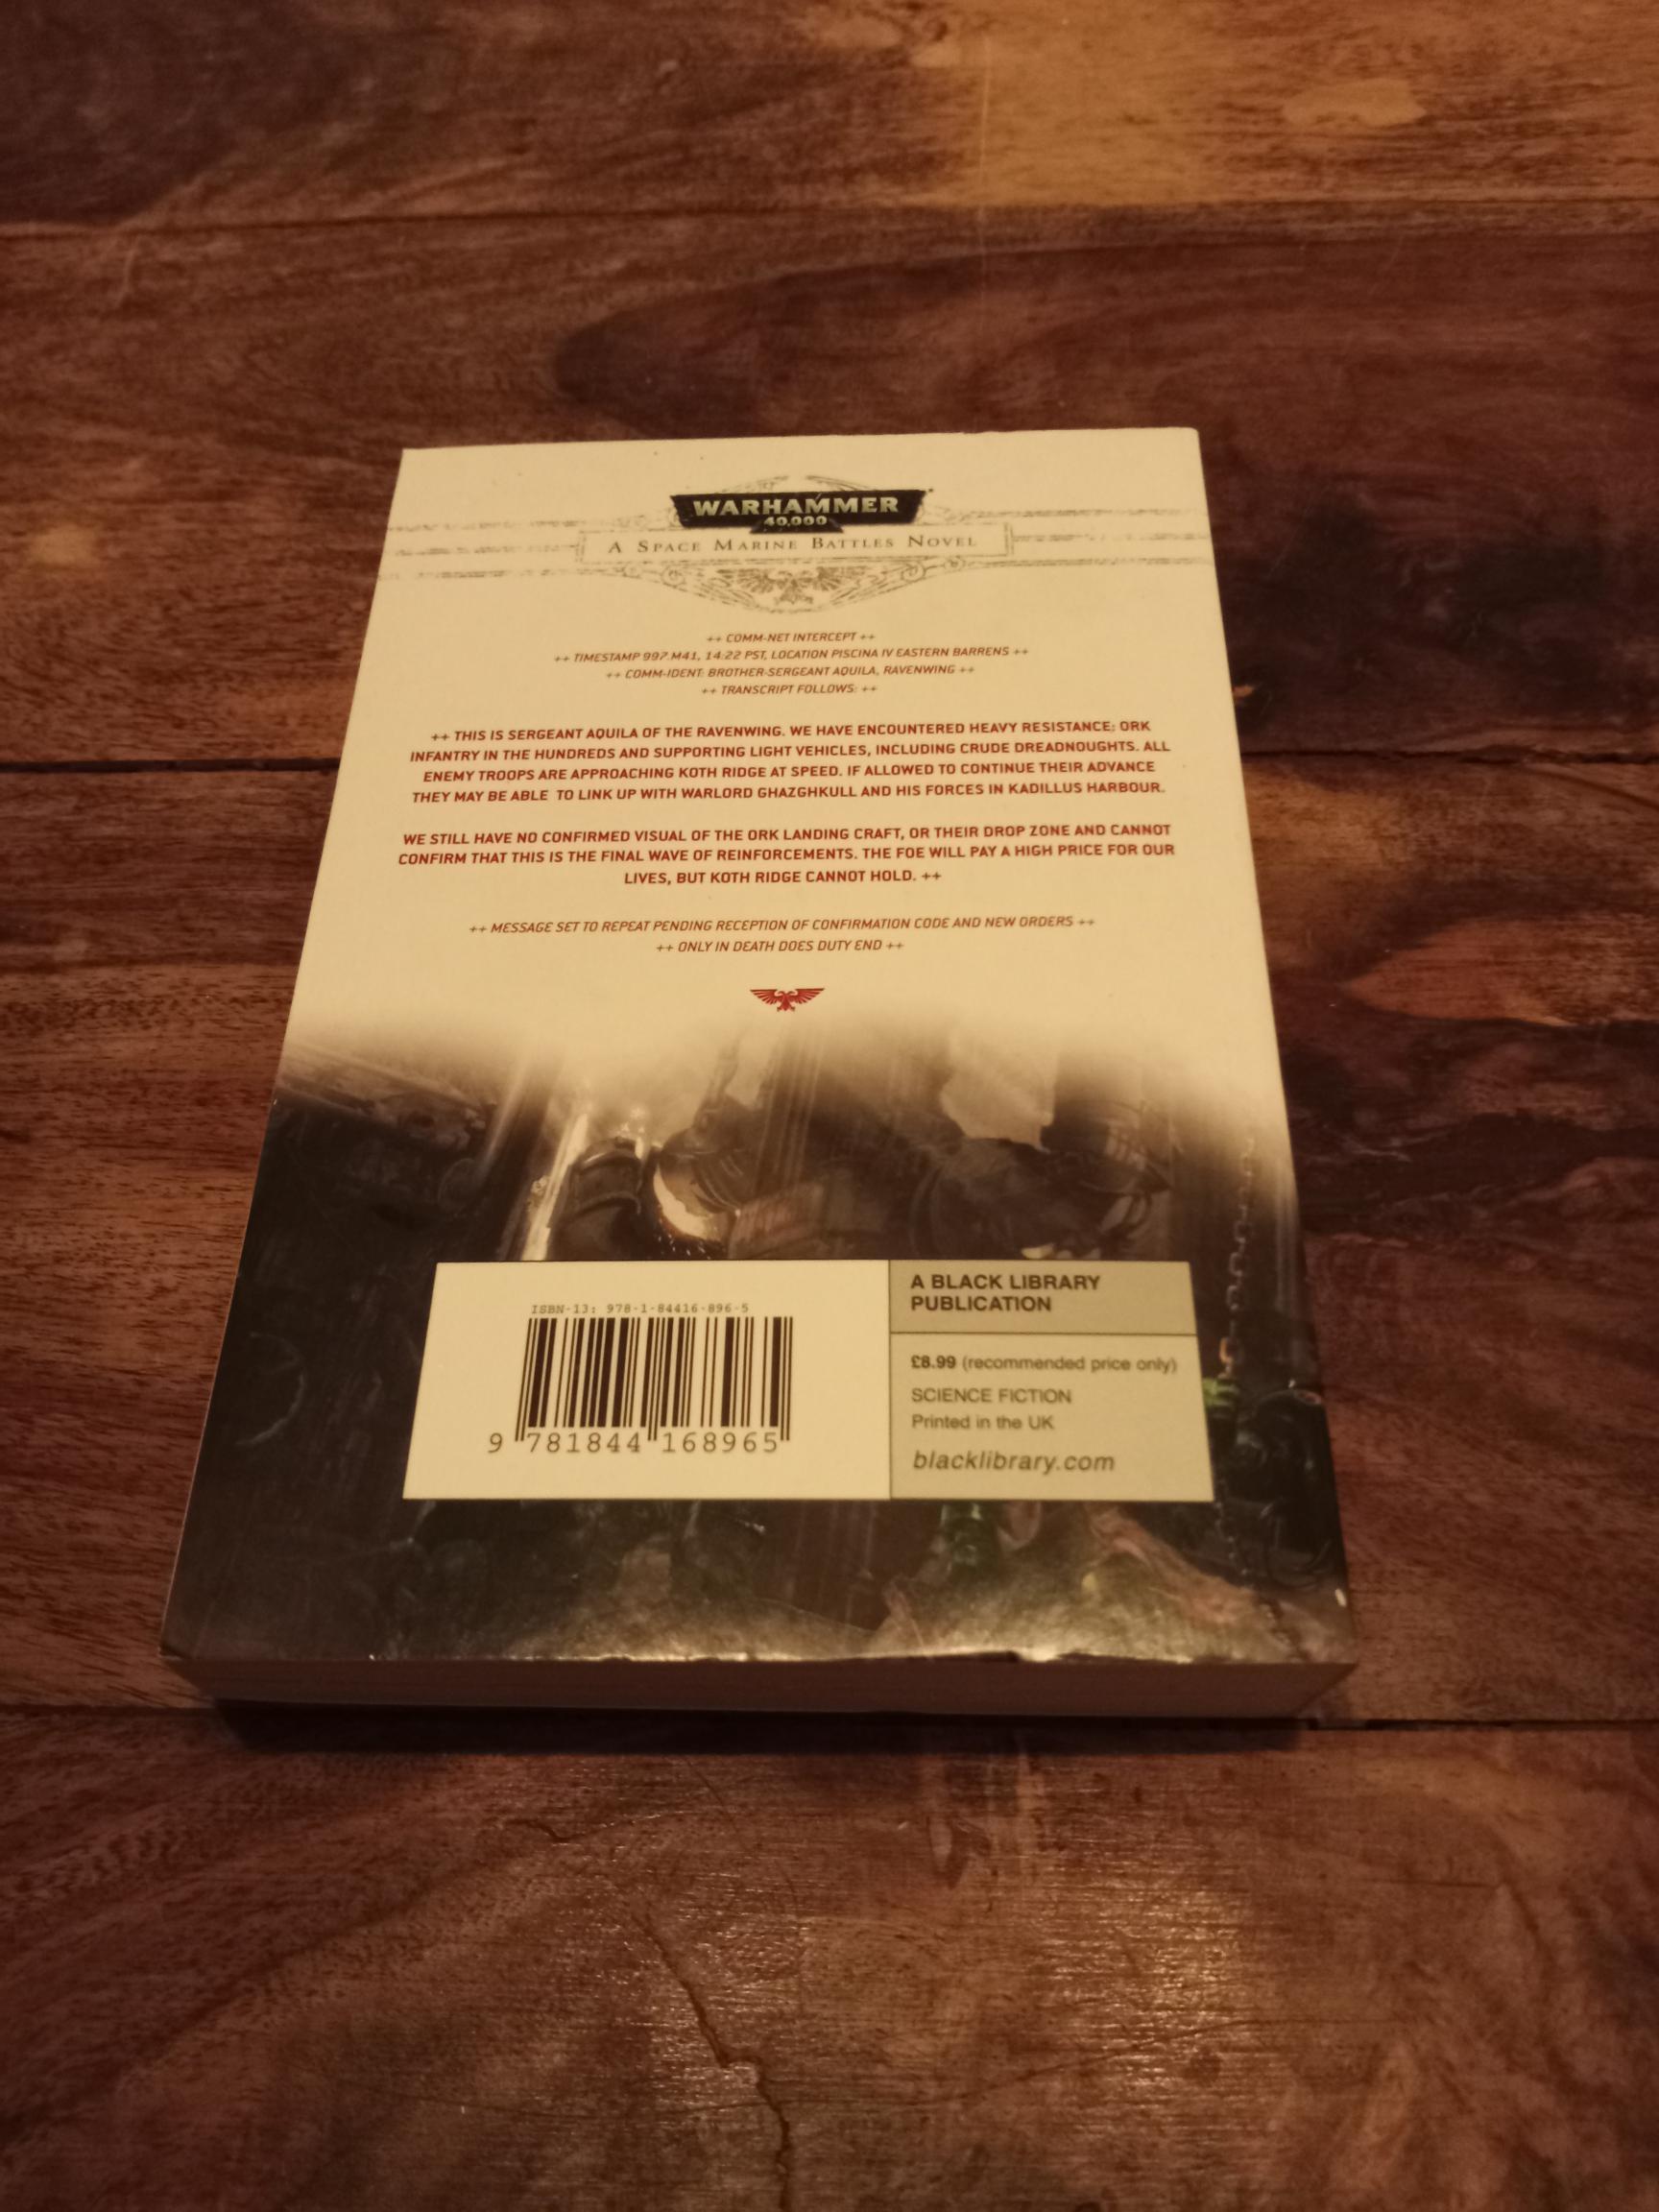 WARHAMMER
40,000
A SPACE MARINE BATTLES NOVEL
++ COMM-NET INTERCEPT ++
++ TIMESTAMP 997.M41, 14:22 PST, LOCATION PISCINA IV EASTERN BARRENS ++
++ COMM-IDENT: BROTHER-SERGEANT AQUILA, RAVENWING ++
++ TRANSCRIPT FOLLOWS: ++
++ THIS IS SERGEANT AQUILA OF THE RAVENWING. WE HAVE ENCOUNTERED HEAVY RESISTANCE; ORK
INFANTRY IN THE HUNDREDS AND SUPPORTING LIGHT VEHICLES, INCLUDING CRUDE DREADNOUGHTS. ALL
ENEMY TROOPS ARE APPROACHING KOTH RIDGE AT SPEED. IF ALLOWED TO CONTINUE THEIR ADVANCE
THEY MAY BE ABLE TO LINK UP WITH WARLORD GHAZGHKULL AND HIS FORCES IN KADILLUS HARBOUR.
WE STILL HAVE NO CONFIRMED VISUAL OF THE ORK LANDING CRAFT, OR THEIR DROP ZONE AND CANNOT
CONFIRM THAT THIS IS THE FINAL WAVE OF REINFORCEMENTS. THE FOE WILL PAY A HIGH PRICE FOR OUR
LIVES, BUT KOTH RIDGE CANNOT HOLD. ++
++ MESSAGE SET TO REPEAT PENDING RECEPTION OF CONFIRMATION CODE AND NEW ORDERS ++
++ ONLY IN DEATH DOES DUTY END ++
ISBN-13: 978-1-84416-896-5
9 781844 168965
A BLACK LIBRARY
PUBLICATION
£8.99 (recommended price only)
SCIENCE FICTION
Printed in the UK
blacklibrary.com